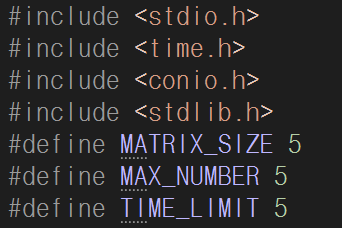 #include <stdio.h>
#include <time.h>
#include <conio.h>
#include <stdlib.h>
#define MATRIX_SIZE 5
#define MAX_NUMBER 5
#define TIME_LIMIT 5